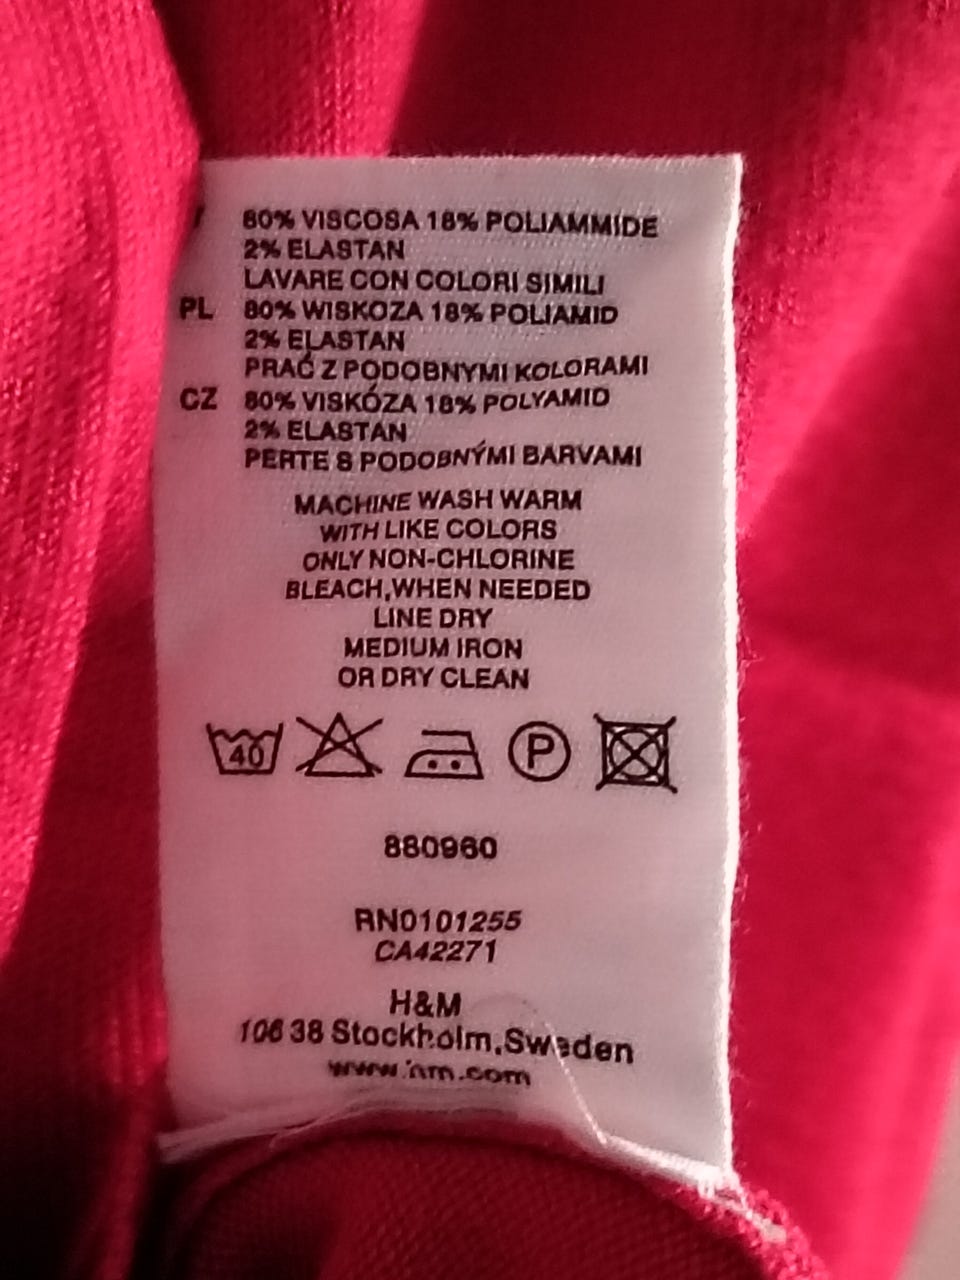 80% VISCOSA 18% POLIAMMIDE
2% ELASTAN
LAVARE CON COLORI SIMILI
PL 80% WISKOZA 18% POLIAMID
2% ELASTAN
PRAĆ Z PODOBNYMI KOLORAMI
CZ 80% VISKÓZA 18% POLYAMID
2% ELASTAN
PERTE S PODOBNÝMI BARVAMI
MACHINE WASH WARM
WITH LIKE COLORS
ONLY NON-CHLORINE
BLEACH,WHEN NEEDED
LINE DRY
MEDIUM IRON
OR DRY CLEAN
40 P
880960
RN0101255
CA42271
H&M
106 38 Stockholm,Sweden
www.hm.com